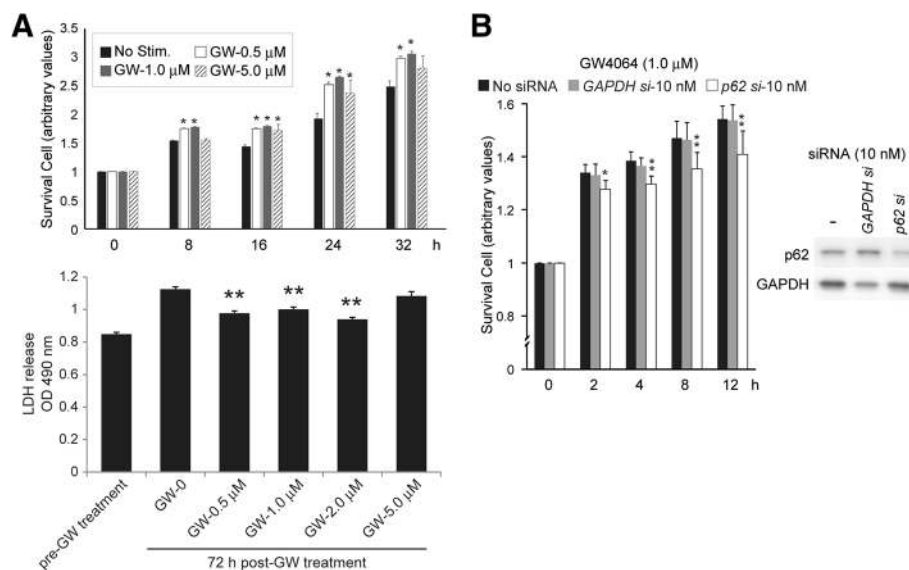 A
Survival Cell (arbitrary values)
3.5
3
2.5
2
1.5
1
0.5
No Stim.
GW-0.5 μM
GW-1.0 μM
GW-5.0 μM
* *
* * *
* *
* *
0 8 16 24 32 h
LDH release
OD 490 nm
1.2
1
0.8
0.6
0.4
0.2
0
**
**
**
pre-GW treatment
GW-0
GW-0.5 μM
GW-1.0 μM
GW-2.0 μM
GW-5.0 μM
72 h post-GW treatment
B
GW4064 (1.0 μM)
No siRNA
GAPDH si-10 nM
p62 si-10 nM
Survival Cell (arbitrary values)
1.6
1.4
1.2
1
0.8
*
**
**
**
0 2 4 8 12 h
siRNA (10 nM)
-
GAPDH si
p62 si
p62
GAPDH